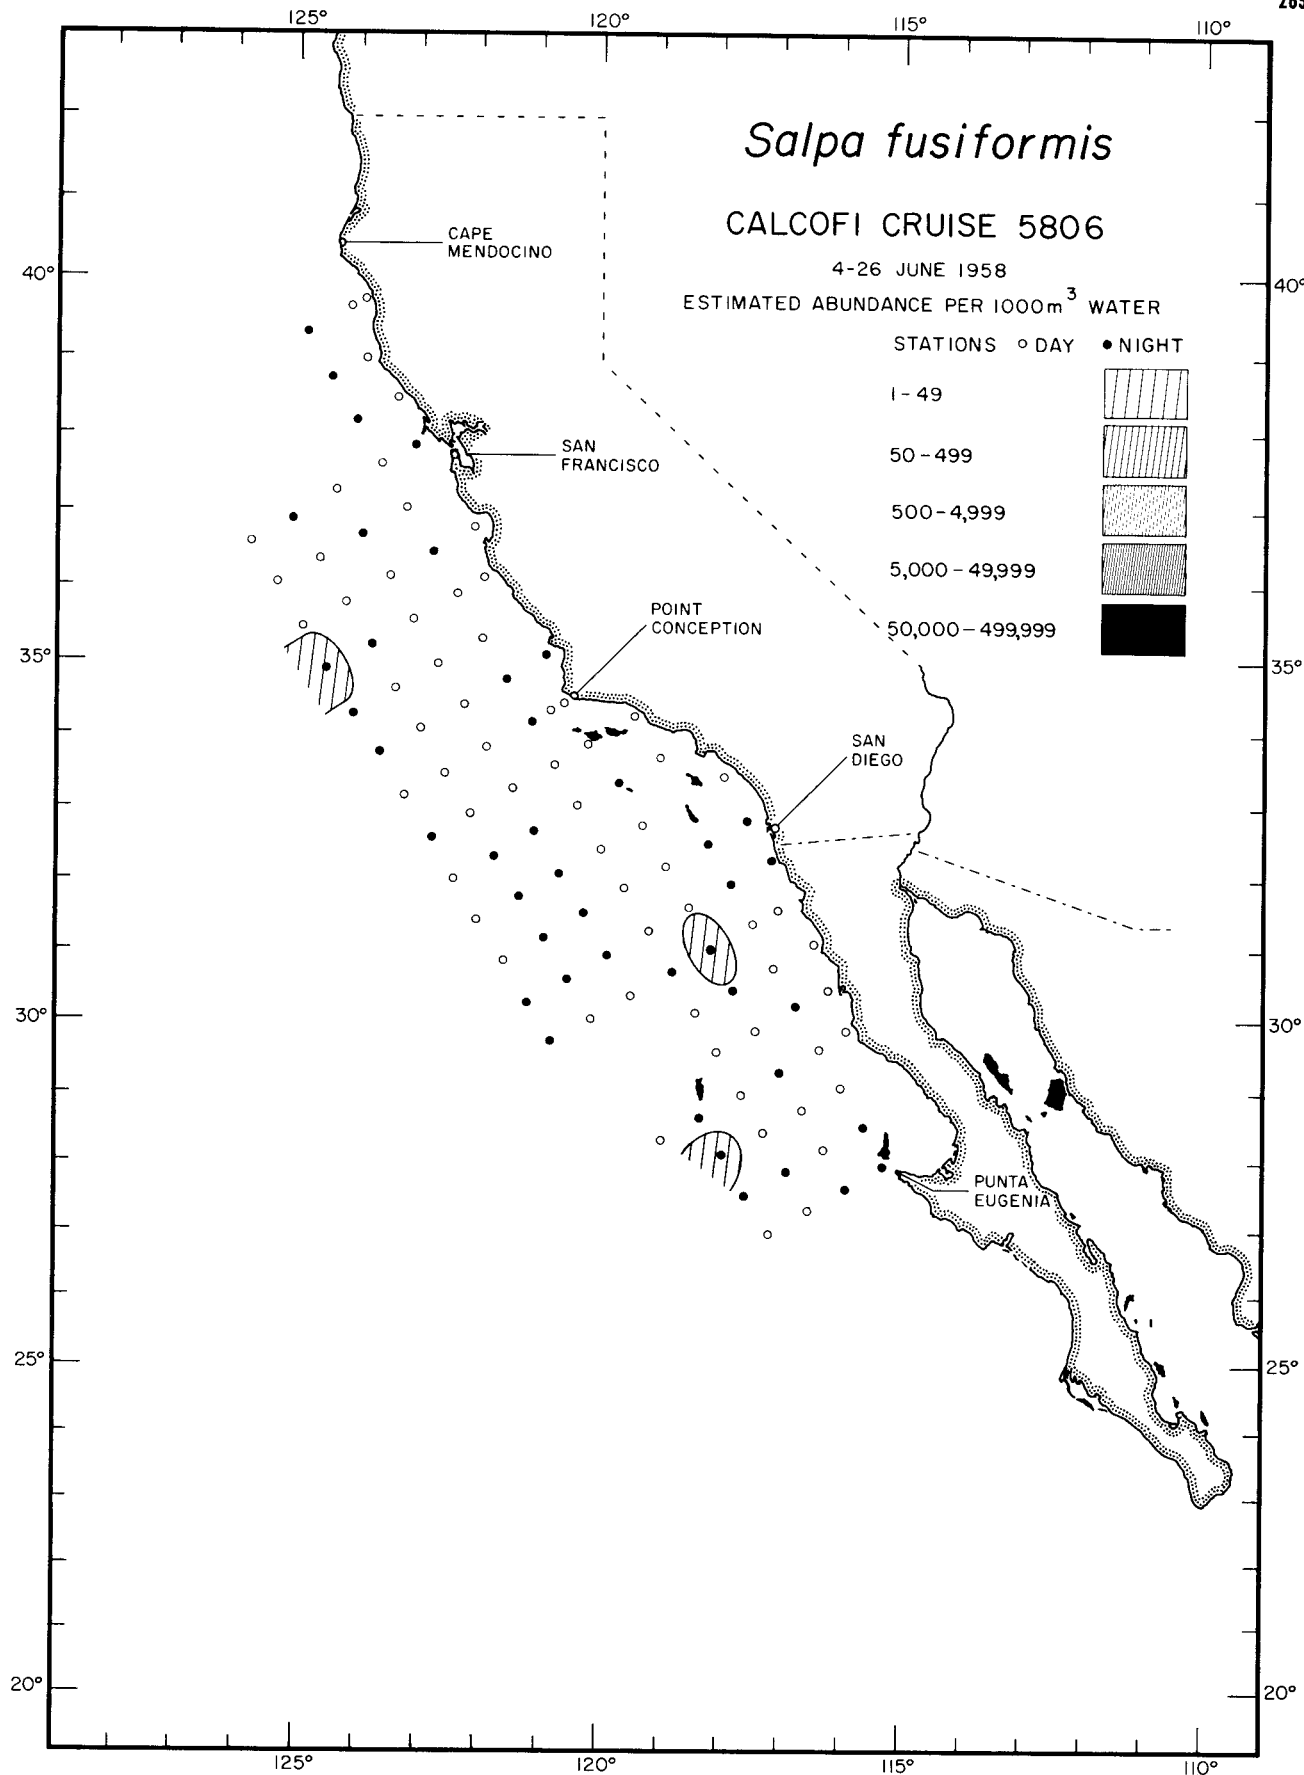 125° 120° 115° 110°
Salpa fusiformis
CALCOFI CRUISE 5806
4-26 JUNE 1958
ESTIMATED ABUNDANCE PER 1000m3 WATER
STATIONS ○ DAY ● NIGHT
1-49
50-499
500-4,999
5,000-49,999
50,000-499,999
CAPE
MENDOCINO
40° 40°
SAN
FRANCISCO
POINT
CONCEPTION
35° 35°
SAN
DIEGO
30° 30°
PUNTA
EUGENIA
25° 25°
20° 20°
125° 120° 115° 110°